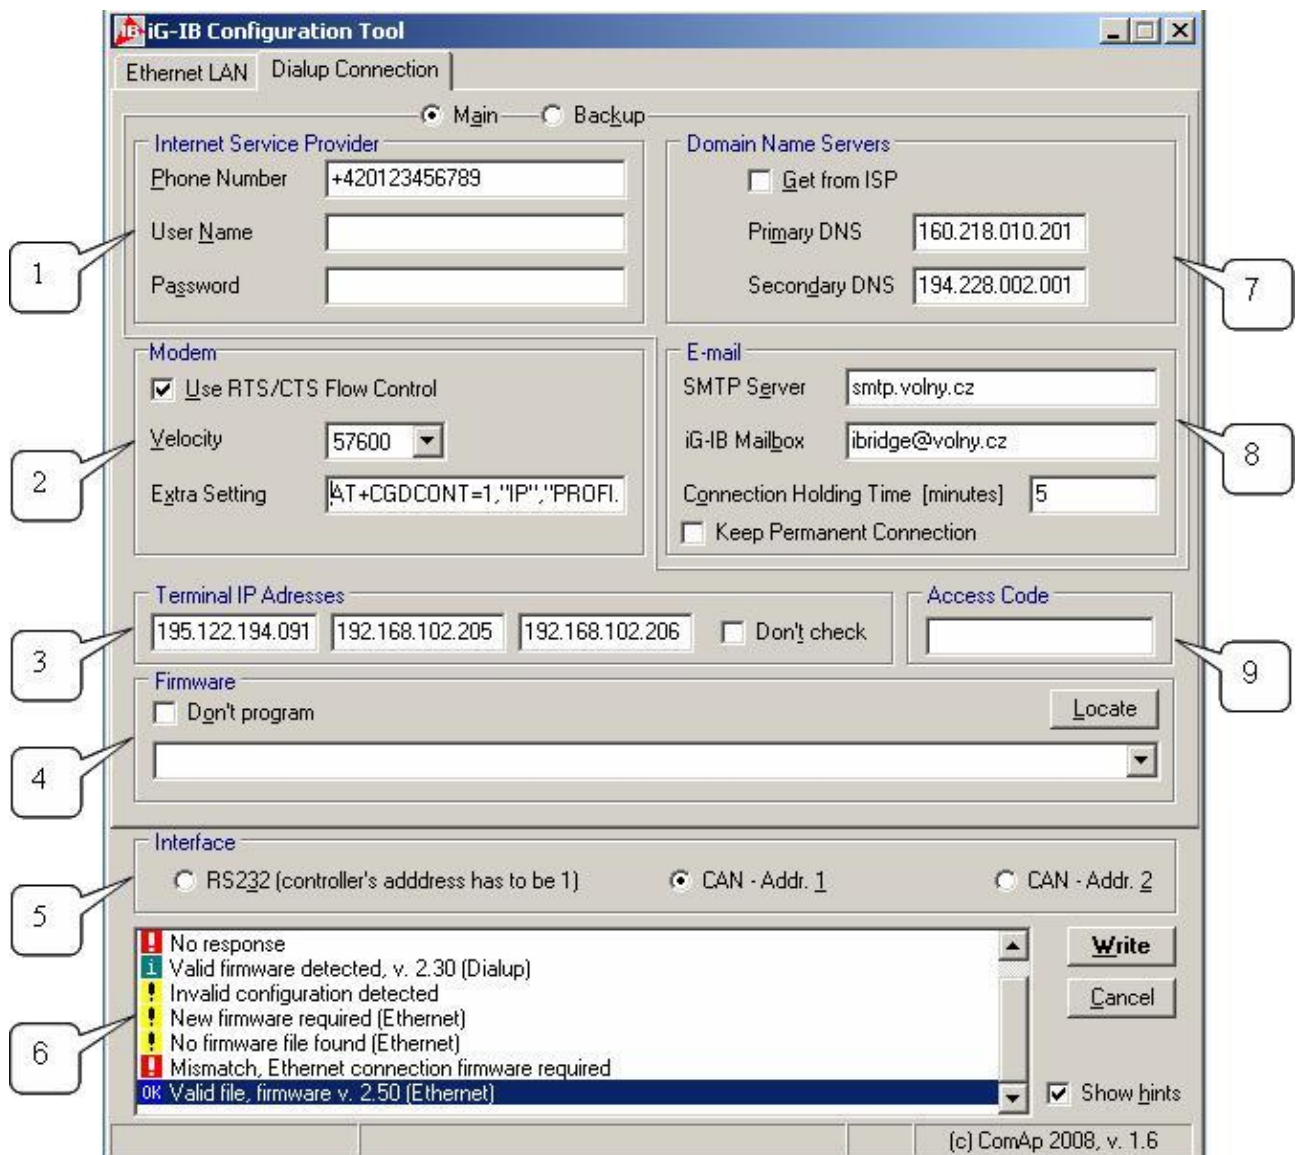 iG-IB Configuration Tool
Ethernet LAN Dialup Connection
Main Backup
Internet Service Provider
Phone Number +420123456789
User Name
Password
1
Domain Name Servers
Get from ISP
Primary DNS 160.218.010.201
Secondary DNS 194.228.002.001
7
Modem
Use RTS/CTS Flow Control
Velocity 57600
Extra Setting AT+CGDCONT=1,"IP","PROFI.
2
E-mail
SMTP Server smtp.volny.cz
iG-IB Mailbox ibridge@volny.cz
Connection Holding Time [minutes] 5
Keep Permanent Connection
8
Terminal IP Adresses
195.122.194.091 192.168.102.205 192.168.102.206 Don't check
3
Access Code
9
Firmware
Don't program Locate
4
Interface
RS232 (controller's adddress has to be 1) CAN - Addr. 1 CAN - Addr. 2
5
! No response
i Valid firmware detected, v. 2.30 (Dialup)
! Invalid configuration detected
! New firmware required (Ethernet)
! No firmware file found (Ethernet)
! Mismatch, Ethernet connection firmware required
OK Valid file, firmware v. 2.50 (Ethernet)
6
Write
Cancel
Show hints
(c) ComAp 2008, v. 1.6